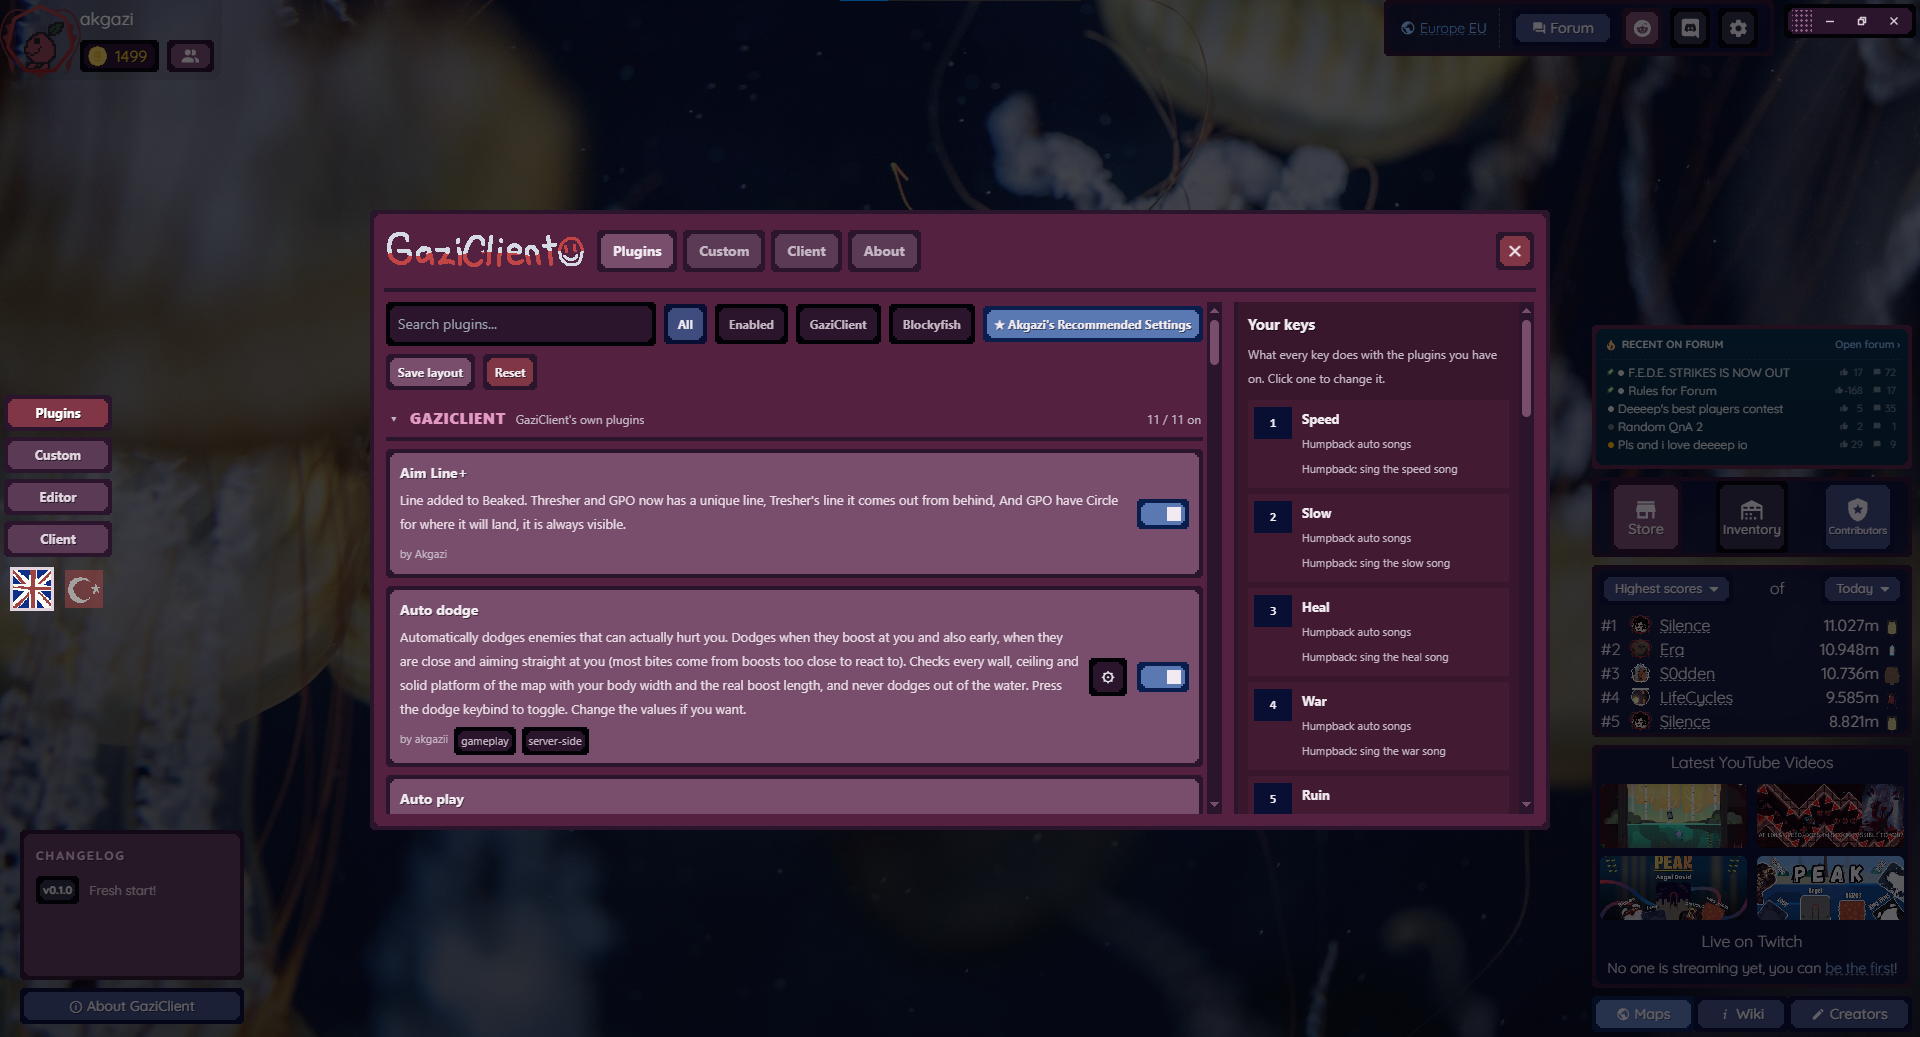 akgazi
1499
Europe EU
Forum
GaziClient
Plugins
Custom
Client
About
Search plugins...
All
Enabled
GaziClient
Blockyfish
★ Akgazi's Recommended Settings
Save layout
Reset
GAZICLIENT GaziClient's own plugins
11 / 11 on
Aim Line+
Line added to Beaked. Thresher and GPO now has a unique line, Tresher's line it comes out from behind, And GPO have Circle
for where it will land, it is always visible.
by Akgazi
Auto dodge
Automatically dodges enemies that can actually hurt you. Dodges when they boost at you and also early, when they
are close and aiming straight at you (most bites come from boosts too close to react to). Checks every wall, ceiling and
solid platform of the map with your body width and the real boost length, and never dodges out of the water. Press
the dodge keybind to toggle. Change the values if you want.
by akgazii
gameplay
server-side
Auto play
Your keys
What every key does with the plugins you have
on. Click one to change it.
1 Speed
Humpback auto songs
Humpback: sing the speed song
2 Slow
Humpback auto songs
Humpback: sing the slow song
3 Heal
Humpback auto songs
Humpback: sing the heal song
4 War
Humpback auto songs
Humpback: sing the war song
5 Ruin
Plugins
Custom
Editor
Client
CHANGELOG
v0.1.0 Fresh start!
About GaziClient
RECENT ON FORUM
Open forum ›
F.E.D.E. STRIKES IS NOW OUT 17 72
Rules for Forum -168 17
Deeeep's best players contest 5 35
Random QnA 2 2 1
Pls and i love deeeep io 29 9
Store
Inventory
Contributors
Highest scores of Today
#1 Silence 11.027m
#2 Era 10.948m
#3 S0dden 10.736m
#4 LifeCycles 9.585m
#5 Silence 8.821m
Latest YouTube Videos
PEAK
Angel David
PEAK
Live on Twitch
No one is streaming yet, you can be the first!
Maps
Wiki
Creators